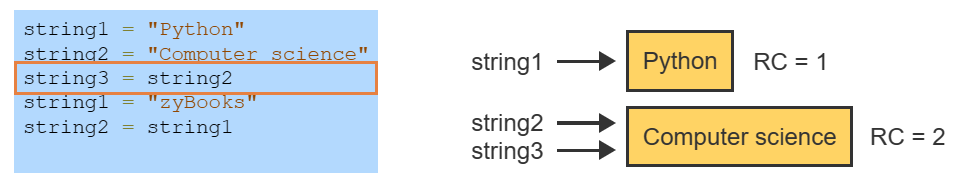 string1 = "Python"
string2 = "Computer science"
string3 = string2
string1 = "zyBooks"
string2 = string1
string1
Python
RC = 1
string2
string3
Computer science
RC = 2